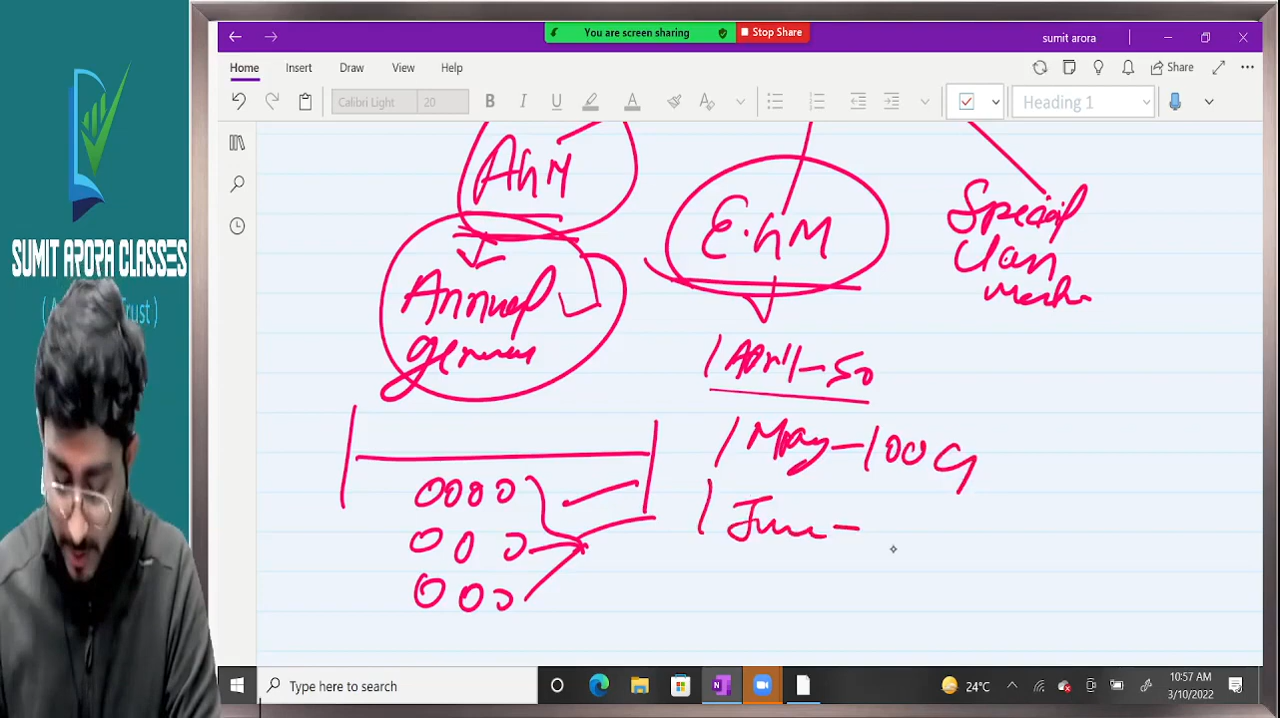 You are screen sharing
Stop Share
sumit arora
Home
Insert
Draw
View
Help
Share
Calibri Light
20
B
I
U
A
Heading 1
AGM
E.GM
Special
Class
Annual
general
1 April - 50
1 May - 100
1 June -
SUMIT ARORA CLASSES
Type here to search
24°C
10:57 AM
3/10/2022